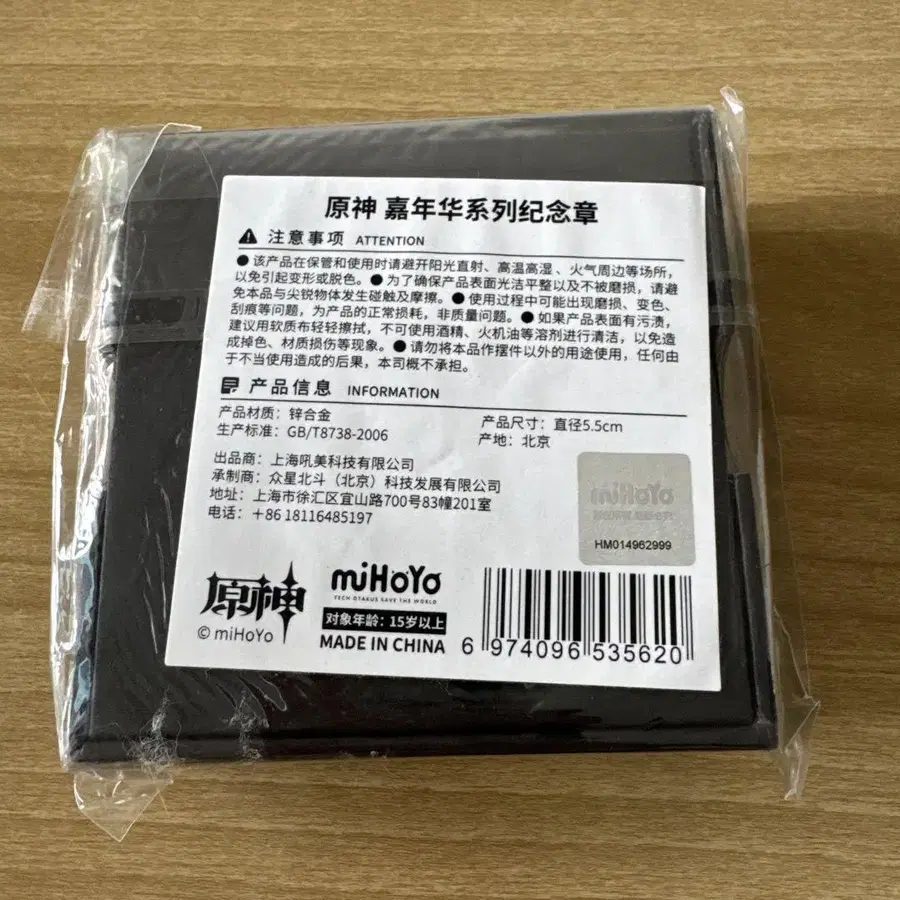 原神 嘉年华系列纪念章
注意事项 ATTENTION
● 该产品在保管和使用时请避开阳光直射、高温高湿、火气周边等场所，
以免引起变形或脱色。● 为了确保产品表面光洁平整以及不被磨损，请避
免本品与尖锐物体发生碰触及摩擦。● 使用过程中可能出现磨损、变色、
刮痕等问题，为产品的正常损耗，非质量问题。● 如果产品表面有污渍，
建议用软质布轻轻擦拭，不可使用酒精、火机油等溶剂进行清洁，以免造
成掉色、材质损伤等现象。● 请勿将本品作摆件以外的用途使用，任何由
于不当使用造成的后果，本司概不承担。
产品信息 INFORMATION
产品材质：锌合金 产品尺寸：直径5.5cm
生产标准：GB/T8738-2006 产地：北京
出品商：上海吼美科技有限公司
承制商：众星北斗（北京）科技发展有限公司
地址：上海市徐汇区宜山路700号83幢201室
电话：+86 18116485197
miHoYo
HM014962999
原神
© miHoYo
miHoYo
TECH OTAKUS SAVE THE WORLD
对象年龄：15岁以上
MADE IN CHINA
6 974096 535620